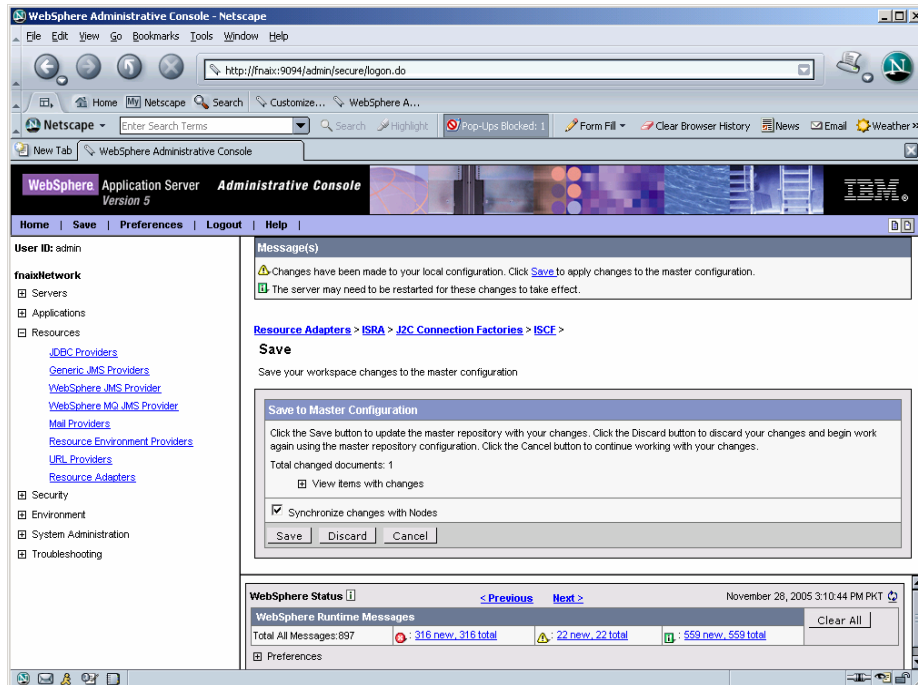 WebSphere Administrative Console - Netscape
File Edit View Go Bookmarks Tools Window Help
http://fnaix:9094/admin/secure/logon.do
Home My Netscape Search Customize... WebSphere A...
Netscape Enter Search Terms Search Highlight Pop-Ups Blocked: 1 Form Fill Clear Browser History News Email Weather
New Tab WebSphere Administrative Console
WebSphere Application Server Administrative Console
Version 5
IBM
Home | Save | Preferences | Logout | Help |
User ID: admin
fnaixNetwork
Servers
Applications
Resources
JDBC Providers
Generic JMS Providers
WebSphere JMS Provider
WebSphere MQ JMS Provider
Mail Providers
Resource Environment Providers
URL Providers
Resource Adapters
Security
Environment
System Administration
Troubleshooting
Message(s)
Changes have been made to your local configuration. Click Save to apply changes to the master configuration.
The server may need to be restarted for these changes to take effect.
Resource Adapters > ISRA > J2C Connection Factories > ISCF >
Save
Save your workspace changes to the master configuration
Save to Master Configuration
Click the Save button to update the master repository with your changes. Click the Discard button to discard your changes and begin work
again using the master repository configuration. Click the Cancel button to continue working with your changes.
Total changed documents: 1
View items with changes
Synchronize changes with Nodes
Save Discard Cancel
WebSphere Status < Previous Next > November 28, 2005 3:10:44 PM PKT
WebSphere Runtime Messages
Clear All
Total All Messages:897 : 316 new, 316 total : 22 new, 22 total : 559 new, 559 total
Preferences